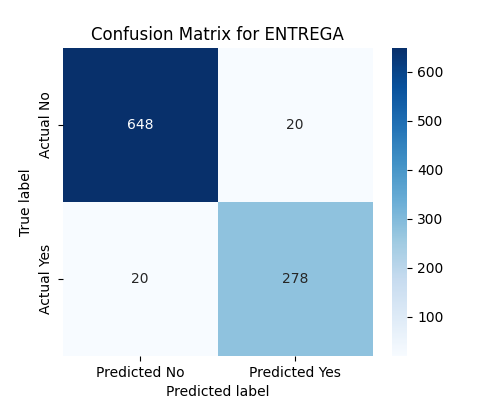 Confusion Matrix for ENTREGA
Actual No
648
20
600
500
400
300
200
100
True label
Actual Yes
20
278
Predicted No
Predicted Yes
Predicted label